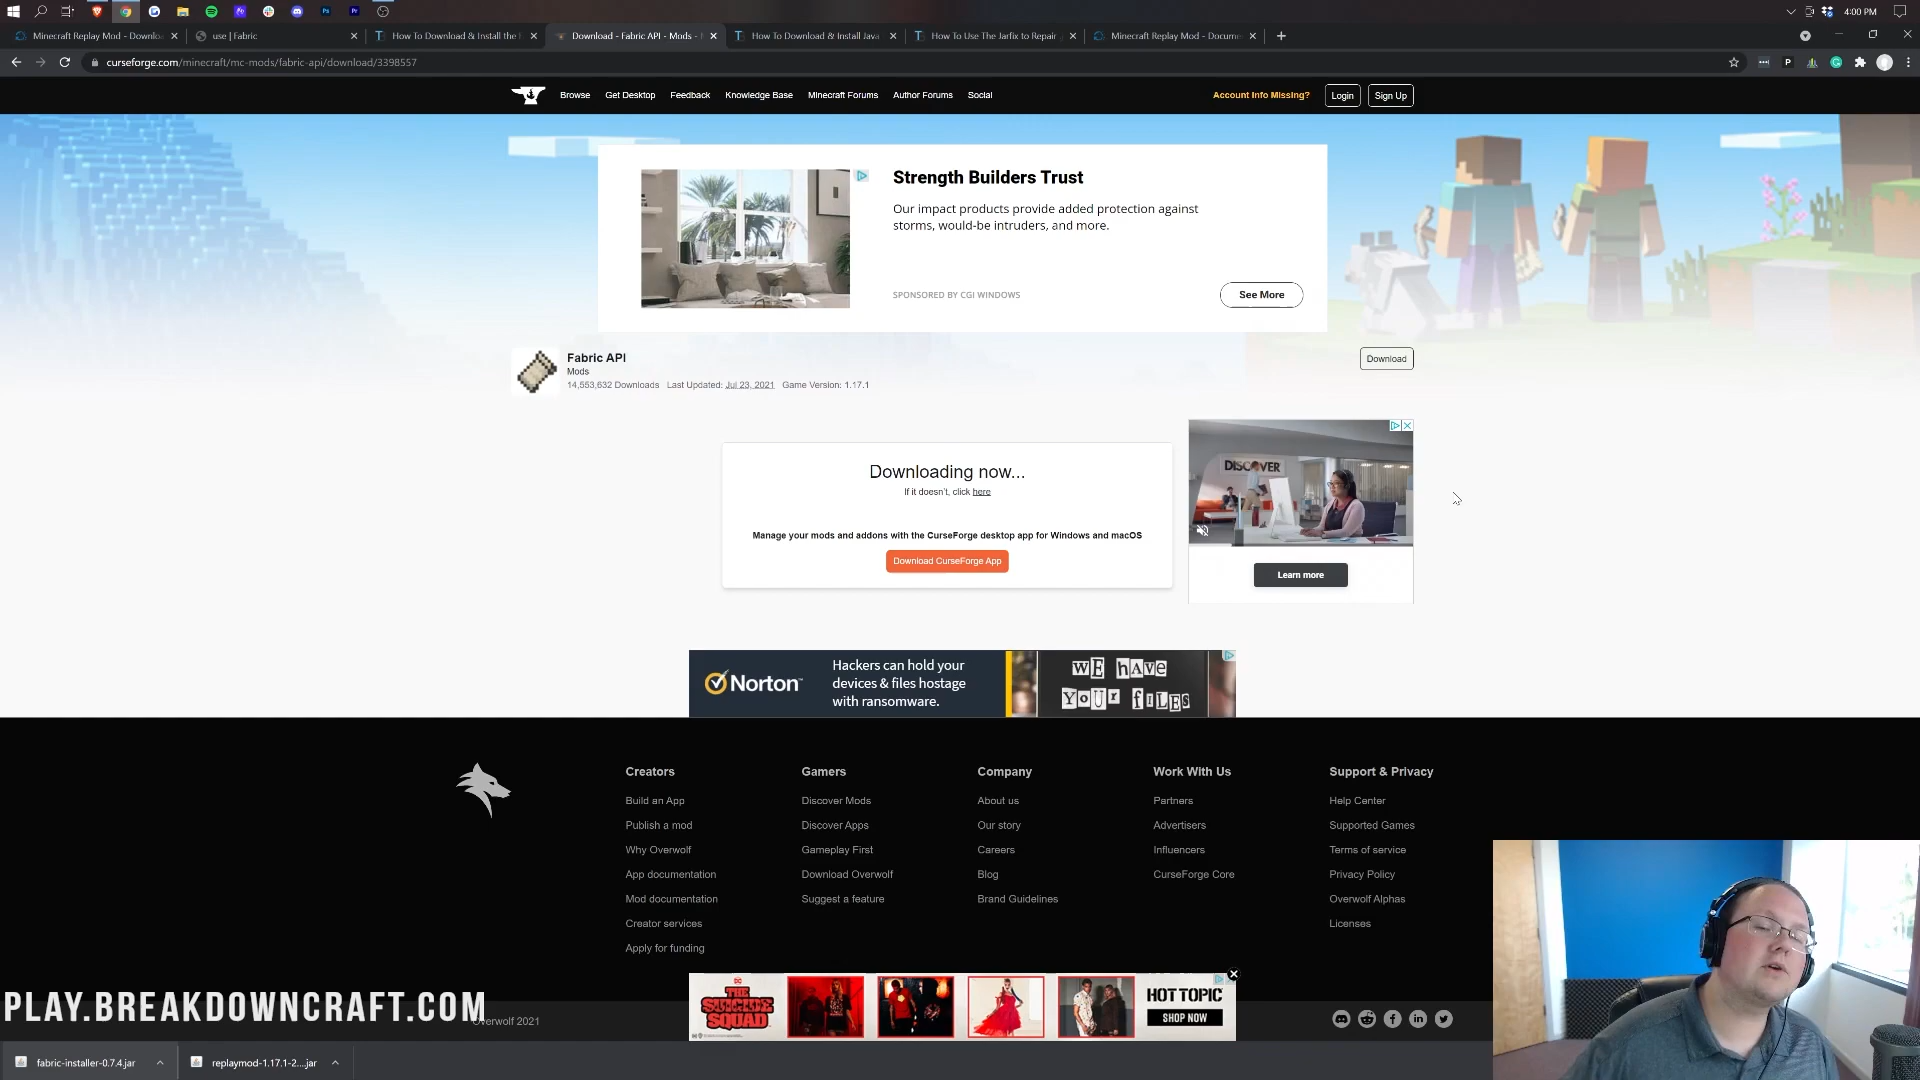 4:00 PM
Minecraft Replay Mod - Downlo
use | Fabric
How To Download & Install the
Download - Fabric API - Mods -
How To Download & Install Java
How To Use The Jarfix to Repair
Minecraft Replay Mod - Docume
curseforge.com/minecraft/mc-mods/fabric-api/download/3398557
Browse
Get Desktop
Feedback
Knowledge Base
Minecraft Forums
Author Forums
Social
Account Info Missing?
Login
Sign Up
Strength Builders Trust
Our impact products provide added protection against
storms, would-be intruders, and more.
SPONSORED BY CGI WINDOWS
See More
Fabric API
Mods
14,553,632 Downloads Last Updated: Jul 23, 2021 Game Version: 1.17.1
Download
Downloading now...
If it doesn't, click here
Manage your mods and addons with the CurseForge desktop app for Windows and macOS
Download CurseForge App
DISCOVER
Learn more
Norton
Hackers can hold your
devices & files hostage
with ransomware.
WE HAVE
YOUR FILES
Creators
Build an App
Publish a mod
Why Overwolf
App documentation
Mod documentation
Creator services
Apply for funding
Gamers
Discover Mods
Discover Apps
Gameplay First
Download Overwolf
Suggest a feature
Company
About us
Our story
Careers
Blog
Brand Guidelines
Work With Us
Partners
Advertisers
Influencers
CurseForge Core
Support & Privacy
Help Center
Supported Games
Terms of service
Privacy Policy
Overwolf Alphas
Licenses
THE
SUICIDE
SQUAD
HOT TOPIC
SHOP NOW
PLAY.BREAKDOWNCRAFT.COM
Overwolf 2021
fabric-installer-0.7.4.jar
replaymod-1.17.1-2....jar